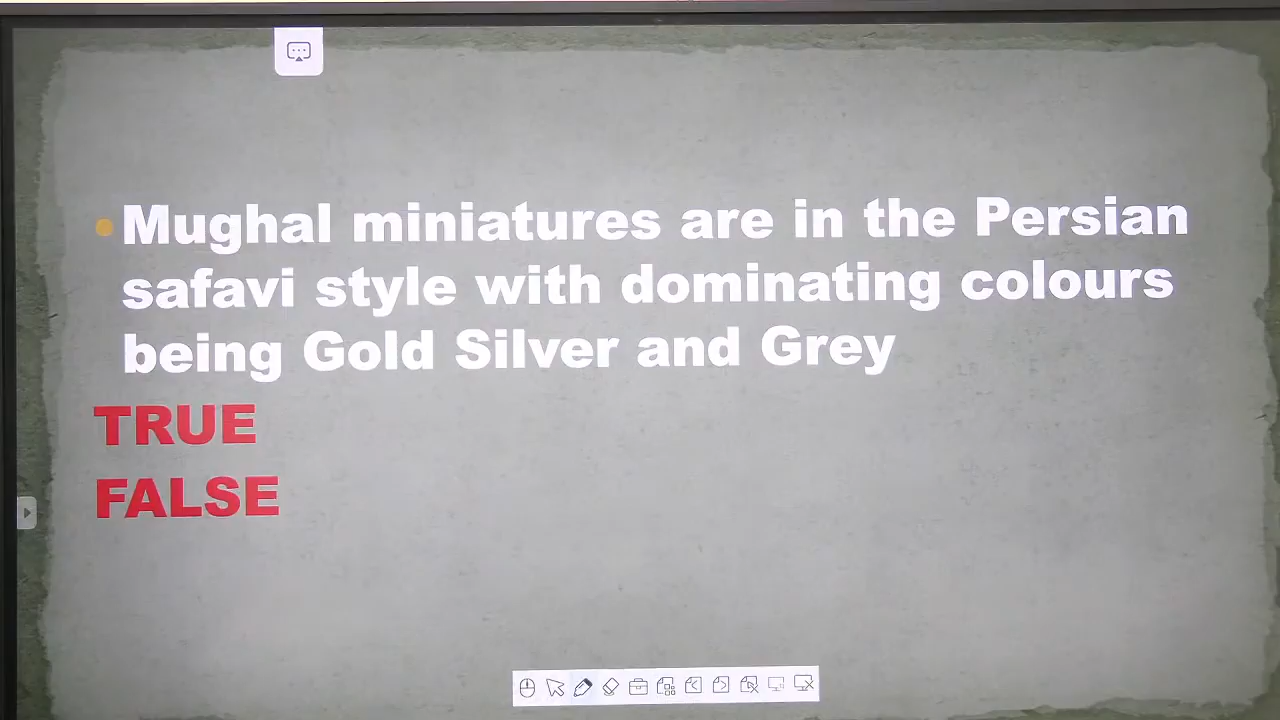 Mughal miniatures are in the Persian
safavi style with dominating colours
being Gold Silver and Grey
TRUE
FALSE